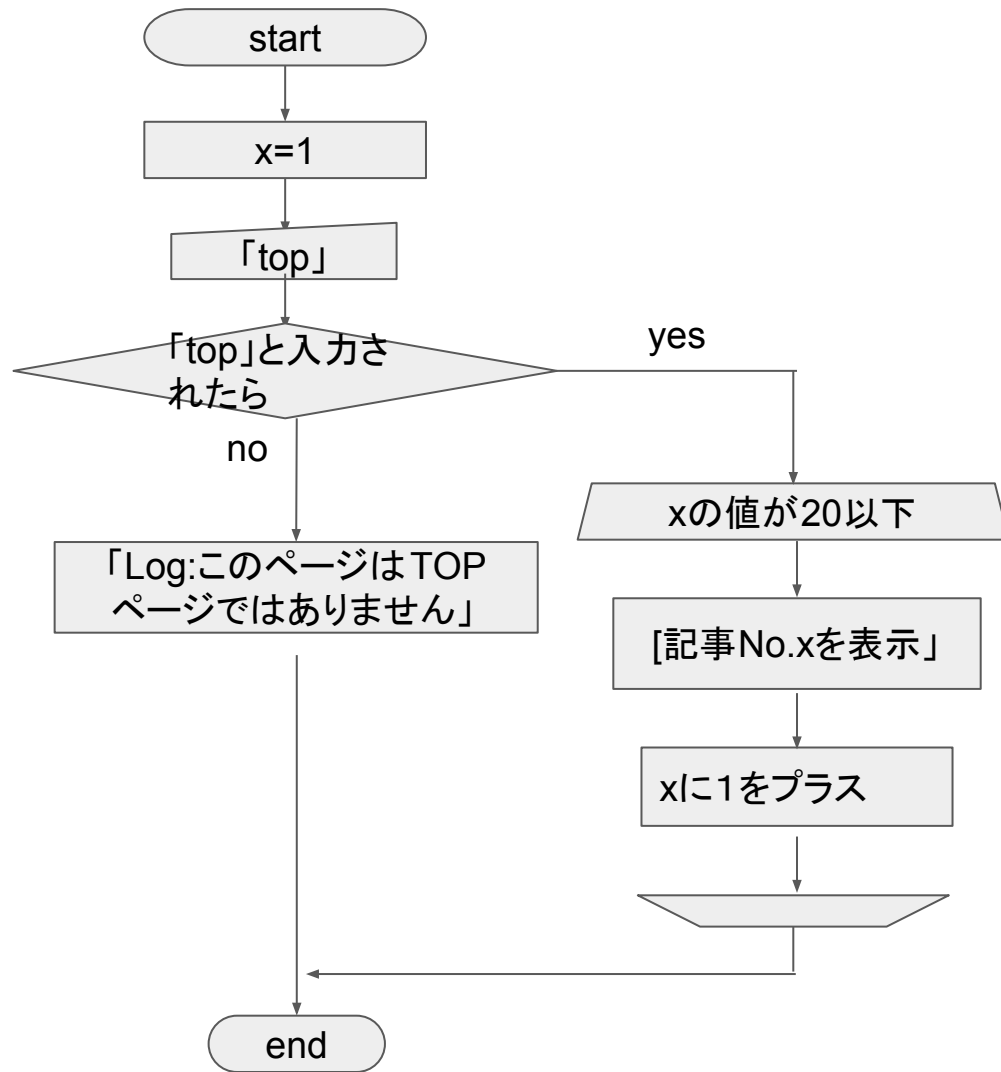 start
x=1
「top」
「top」と入力さ
れたら
yes
no
xの値が20以下
「Log:このページはTOP
ページではありません」
[記事No.xを表示」
xに１をプラス
end